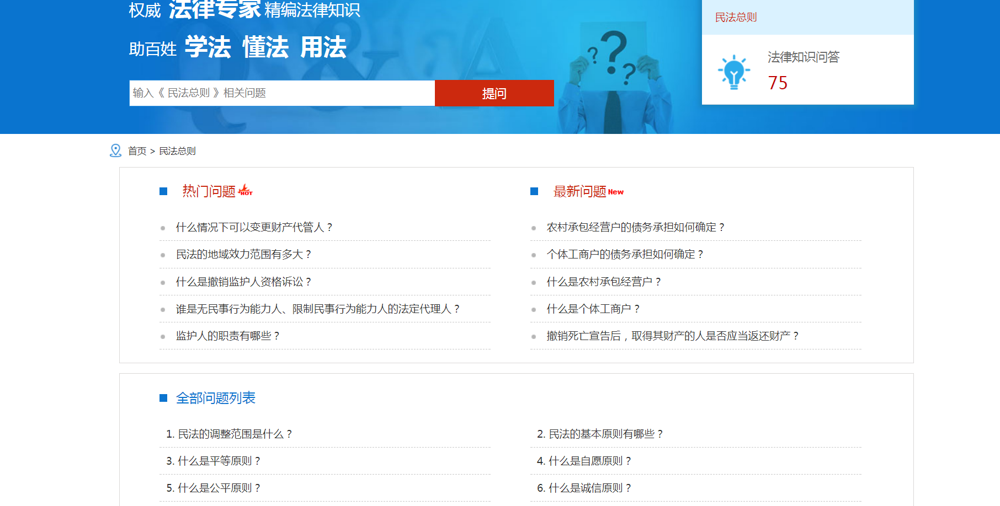 权威 法律专家 精编法律知识
助百姓 学法 懂法 用法
输入《 民法总则 》相关问题
提问
民法总则
法律知识问答
75
首页 > 民法总则
热门问题 HOT
什么情况下可以变更财产代管人？
民法的地域效力范围有多大？
什么是撤销监护人资格诉讼？
谁是无民事行为能力人、限制民事行为能力人的法定代理人？
监护人的职责有哪些？
最新问题 New
农村承包经营户的债务承担如何确定？
个体工商户的债务承担如何确定？
什么是农村承包经营户？
什么是个体工商户？
撤销死亡宣告后，取得其财产的人是否应当返还财产？
全部问题列表
1. 民法的调整范围是什么？
2. 民法的基本原则有哪些？
3. 什么是平等原则？
4. 什么是自愿原则？
5. 什么是公平原则？
6. 什么是诚信原则？